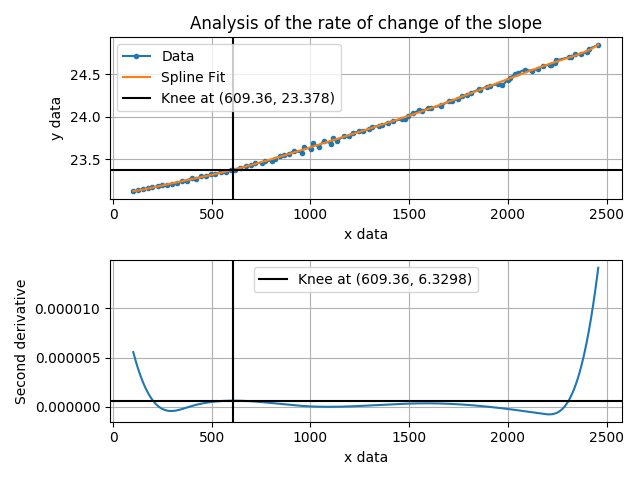 Analysis of the rate of change of the slope
Data
Spline Fit
Knee at (609.36, 23.378)
y data
24.5
24.0
23.5
0 500 1000 1500 2000 2500
x data
Knee at (609.36, 6.3298)
Second derivative
0.000010
0.000005
0.000000
0 500 1000 1500 2000 2500
x data